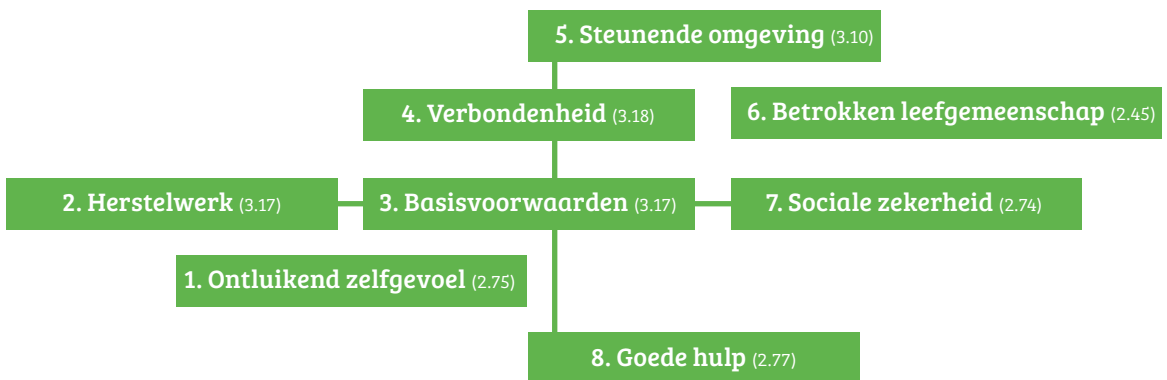 5. Steunende omgeving (3.10)
4. Verbondenheid (3.18)
6. Betrokken leefgemeenschap (2.45)
2. Herstelwerk (3.17)
3. Basisvoorwaarden (3.17)
7. Sociale zekerheid (2.74)
1. Ontluikend zelfgevoel (2.75)
8. Goede hulp (2.77)